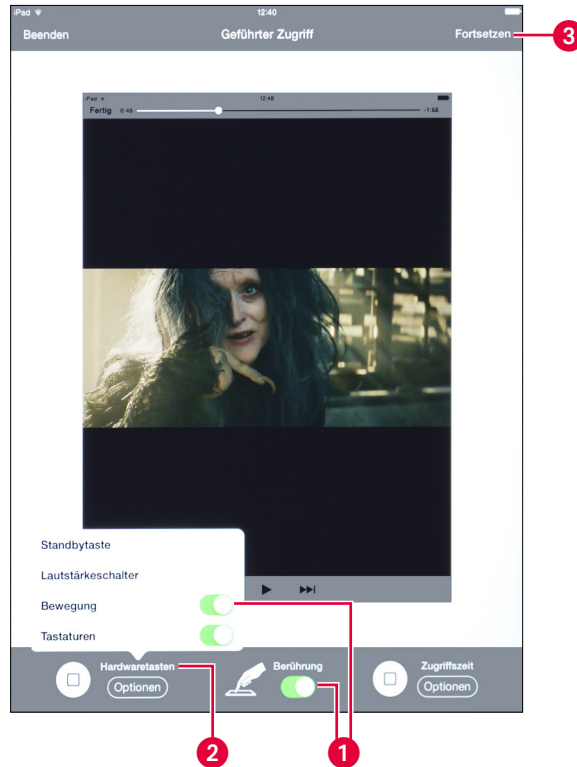 iPad 12:40
Beenden Geführter Zugriff Fortsetzen
3
iPad 12:40
Fertig 0:46 -1:55
Standbytaste
Lautstärkeschalter
Bewegung
Tastaturen
Hardwaretasten Berührung Zugriffszeit
Optionen Optionen
2 1